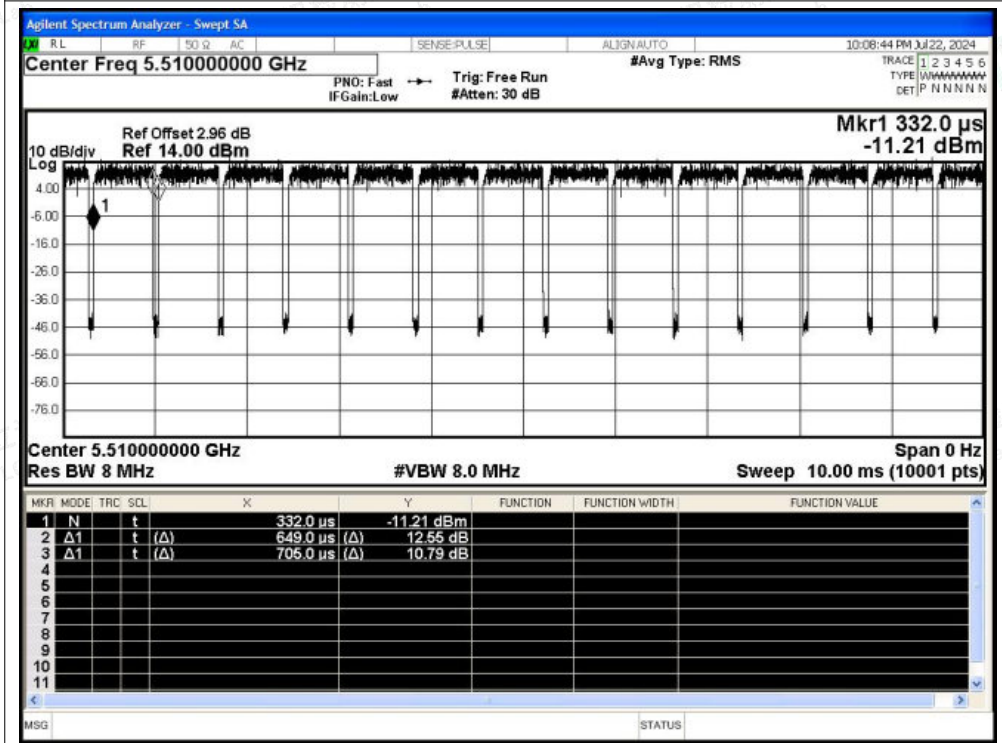 Agilent Spectrum Analyzer - Swept SA
LXI RL RF 50 Ω AC SENSE:PULSE ALIGN AUTO 10:08:44 PM Jul 22, 2024
Center Freq 5.510000000 GHz
#Avg Type: RMS
TRACE 1 2 3 4 5 6
TYPE WWWWWW
DET P N N N N N
PNO: Fast
IFGain:Low
Trig: Free Run
#Atten: 30 dB
Mkr1 332.0 µs
-11.21 dBm
Ref Offset 2.96 dB
Ref 14.00 dBm
10 dB/div
Log
4.00
1
-6.00
-16.0
-26.0
-36.0
-46.0
-56.0
-66.0
-76.0
Center 5.510000000 GHz Span 0 Hz
Res BW 8 MHz #VBW 8.0 MHz Sweep 10.00 ms (10001 pts)
MKR MODE TRC SCL X Y FUNCTION FUNCTION WIDTH FUNCTION VALUE
1 N t 332.0 µs -11.21 dBm
2 Δ1 t (Δ) 649.0 µs (Δ) 12.55 dB
3 Δ1 t (Δ) 705.0 µs (Δ) 10.79 dB
4
5
6
7
8
9
10
11
MSG STATUS